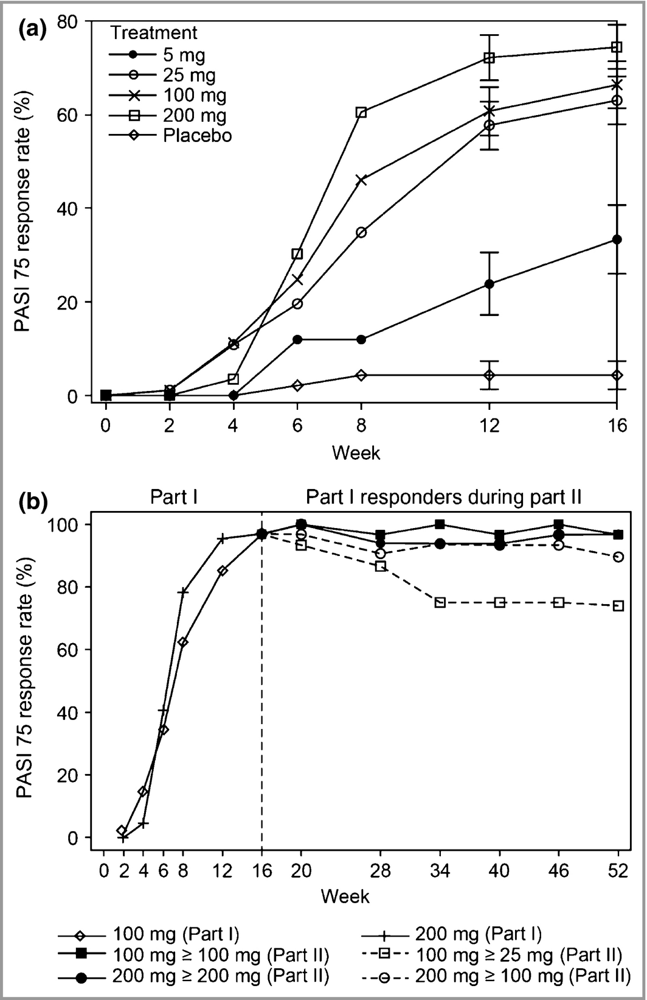 (a)
80
60
40
20
0
PASI 75 response rate (%)
Treatment
5 mg
25 mg
100 mg
200 mg
Placebo
0 2 4 6 8 12 16
Week
(b)
Part I
Part I responders during part II
100
80
60
40
20
0
PASI 75 response rate (%)
0 2 4 6 8 12 16 20 28 34 40 46 52
Week
100 mg (Part I)
200 mg (Part I)
100 mg ≥ 100 mg (Part II)
100 mg ≥ 25 mg (Part II)
200 mg ≥ 200 mg (Part II)
200 mg ≥ 100 mg (Part II)